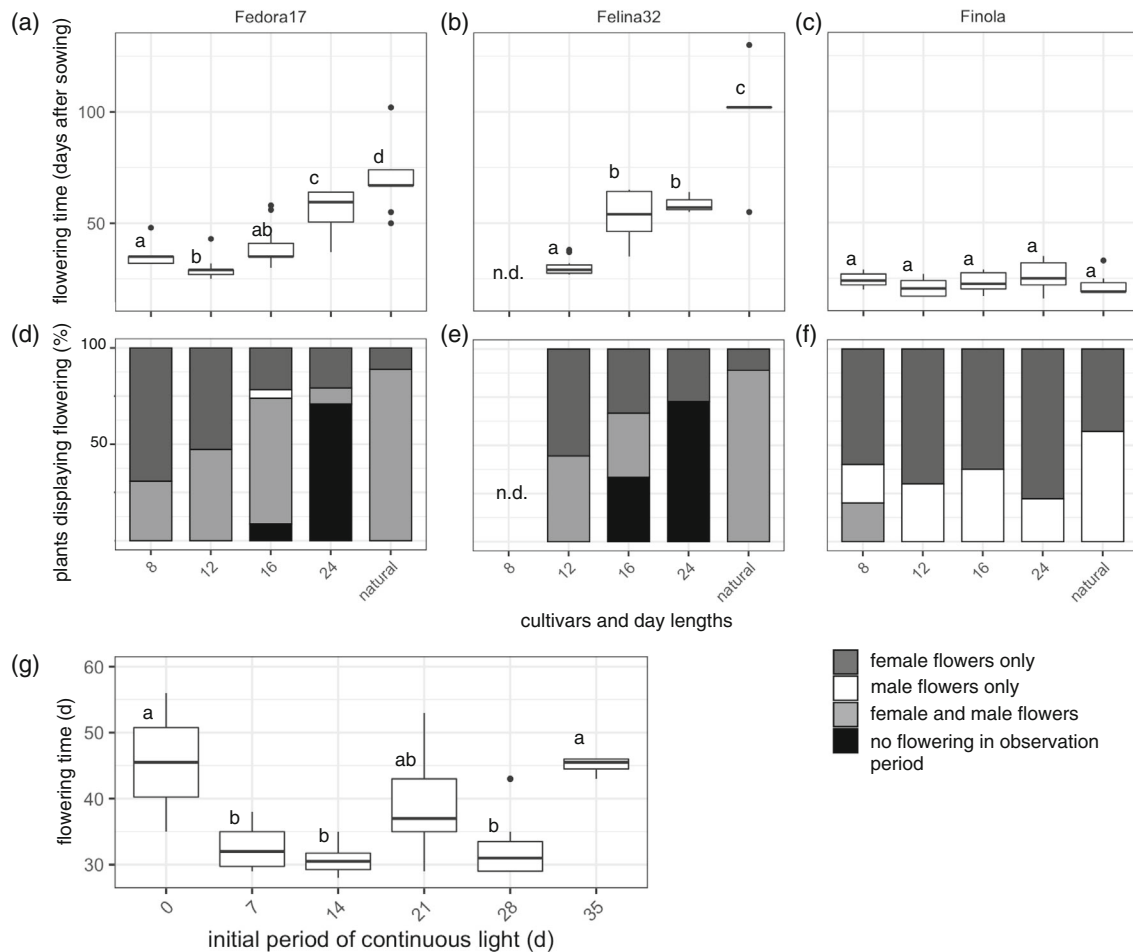 (a)
Fedora17
(b)
Felina32
(c)
Finola
flowering time (days after sowing)
100
50
a
b
ab
c
d
n.d.
a
b
b
c
a
a
a
a
a
(d)
(e)
(f)
plants displaying flowering (%)
100
50
n.d.
8
12
16
24
natural
8
12
16
24
natural
8
12
16
24
natural
cultivars and day lengths
female flowers only
male flowers only
female and male flowers
no flowering in observation
period
(g)
flowering time (d)
60
50
40
30
a
b
b
ab
b
a
0
7
14
21
28
35
initial period of continuous light (d)